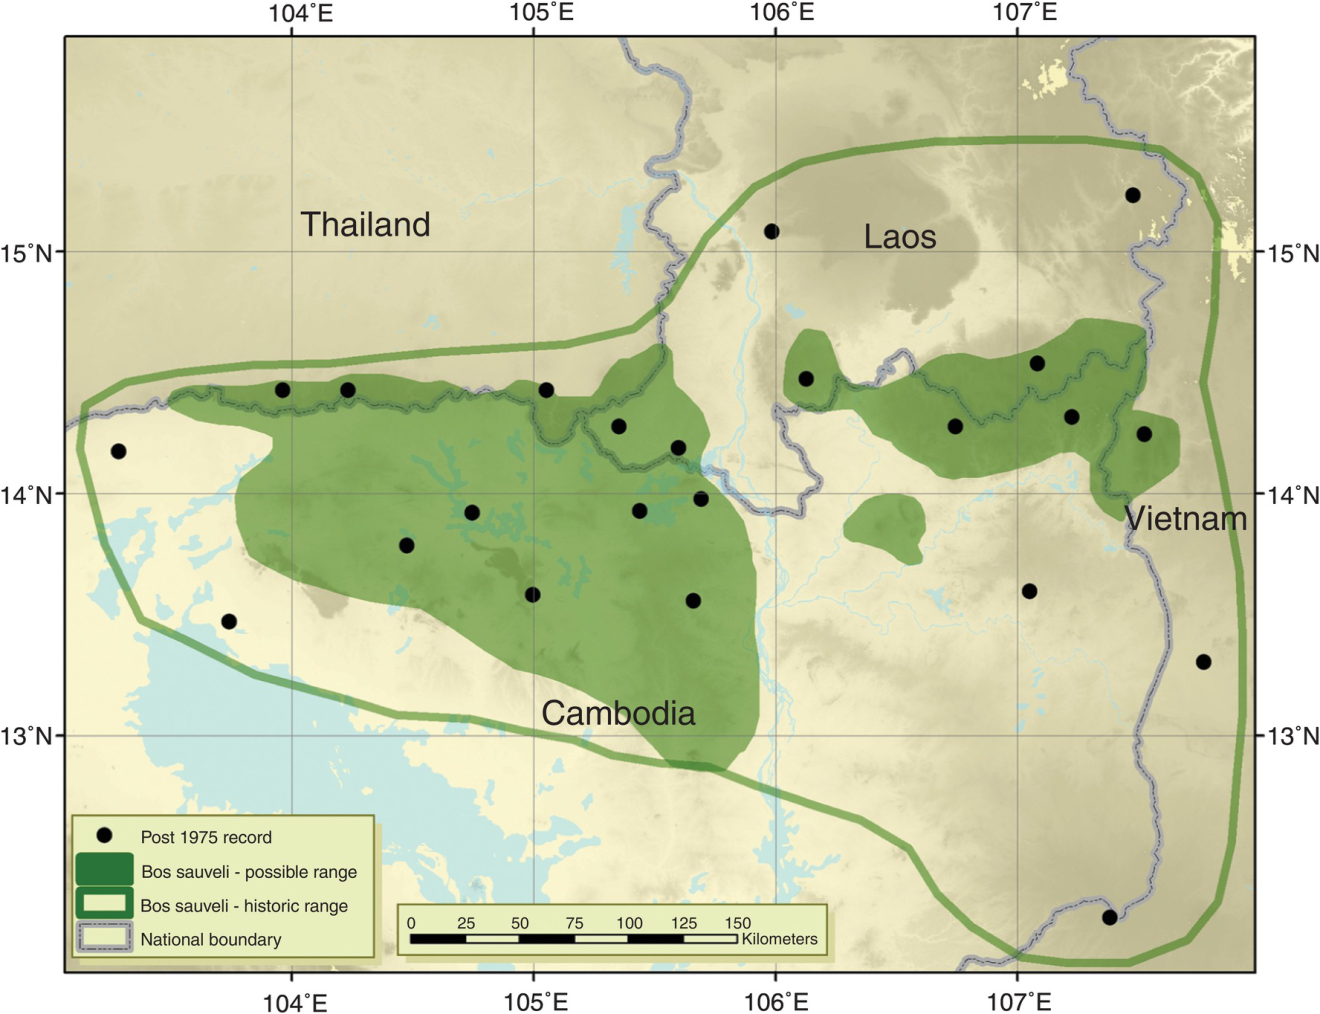 104°E 105°E 106°E 107°E
Thailand
Laos
15°N 15°N
14°N 14°N
Vietnam
Cambodia
13°N 13°N
Post 1975 record
Bos sauveli - possible range
Bos sauveli - historic range
National boundary
0 25 50 75 100 125 150
Kilometers
104°E 105°E 106°E 107°E